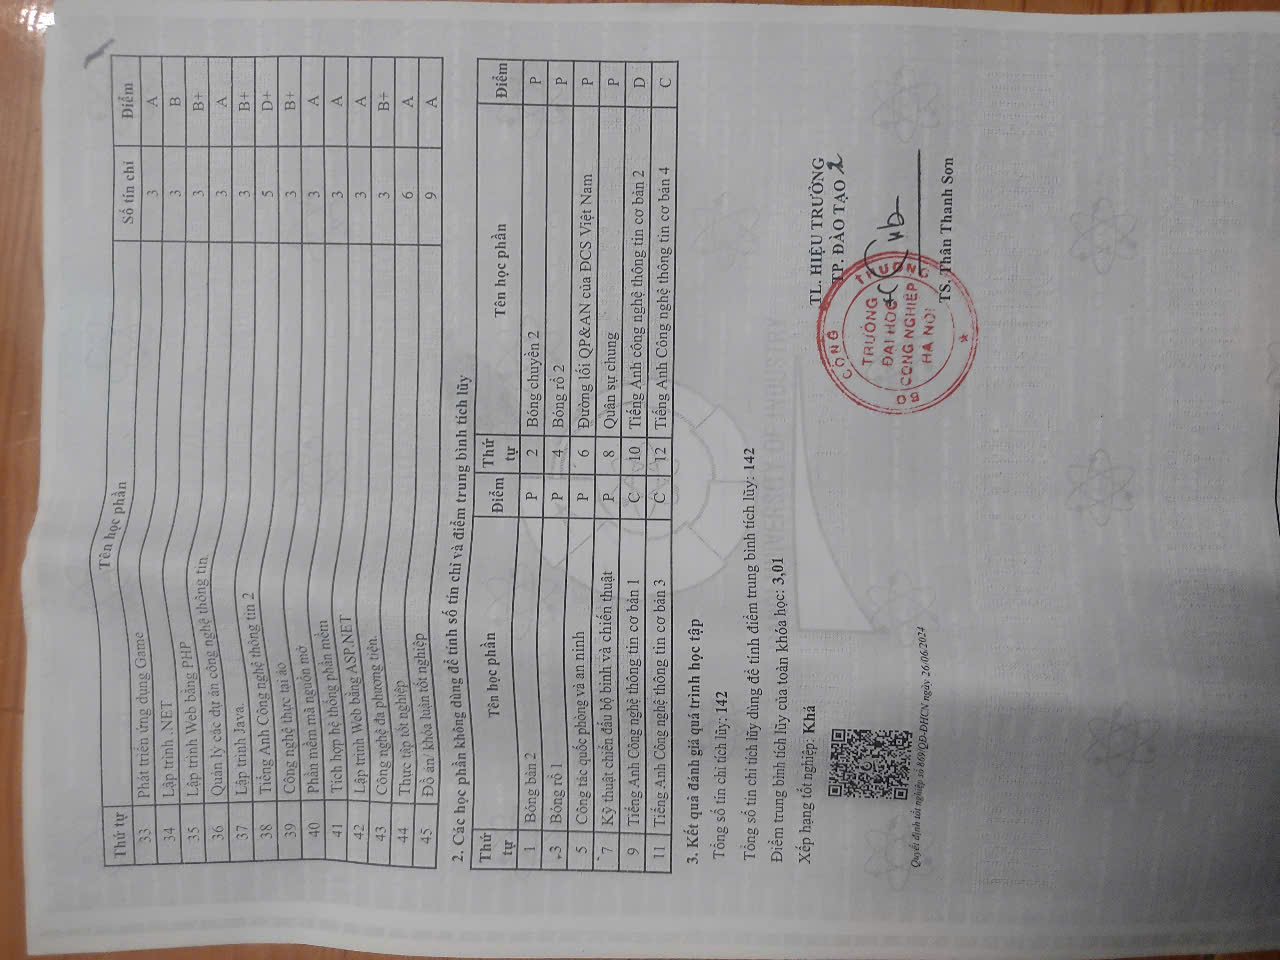 Thứ tự Tên học phần Số tín chỉ Điểm
33 Phát triển ứng dụng Game 3 A
34 Lập trình .NET 3 B
35 Lập trình Web bằng PHP 3 B+
36 Quản lý các dự án công nghệ thông tin 3 A
37 Lập trình Java 3 B+
38 Tiếng Anh Công nghệ thông tin 2 5 D+
39 Công nghệ thực tại ảo 3 B+
40 Phần mềm mã nguồn mở 3 A
41 Tích hợp hệ thống phần mềm 3 A
42 Lập trình Web bằng ASP.NET 3 A
43 Công nghệ đa phương tiện 3 B+
44 Thực tập tốt nghiệp 6 A
45 Đồ án/ khóa luận tốt nghiệp 9 A
2. Các học phần không dùng để tính số tín chỉ và điểm trung bình tích lũy
Thứ tự Tên học phần Điểm Thứ tự Tên học phần Điểm
1 Bóng bàn 2 P 2 Bóng chuyền 2 P
3 Bóng rổ 1 P 4 Bóng rổ 2 P
5 Công tác quốc phòng và an ninh P 6 Đường lối QP&AN của ĐCS Việt Nam P
7 Kỹ thuật chiến đấu bộ binh và chiến thuật P 8 Quân sự chung P
9 Tiếng Anh Công nghệ thông tin cơ bản 1 C 10 Tiếng Anh công nghệ thông tin cơ bản 2 D
11 Tiếng Anh Công nghệ thông tin cơ bản 3 C 12 Tiếng Anh Công nghệ thông tin cơ bản 4 C
3. Kết quả đánh giá quá trình học tập
Tổng số tín chỉ tích lũy: 142
Tổng số tín chỉ tích lũy dùng để tính điểm trung bình tích lũy: 142
Điểm trung bình tích lũy của toàn khóa học: 3,01
Xếp hạng tốt nghiệp: Khá
TL. HIỆU TRƯỞNG
TP. ĐÀO TẠO
BỘ CÔNG THƯƠNG
TRƯỜNG
ĐẠI HỌC
CÔNG NGHIỆP
HÀ NỘI
TS. Thân Thanh Sơn
Quyết định tốt nghiệp số 869/QĐ-ĐHCN ngày 26/06/2024
VERSITY OF INDUSTRY